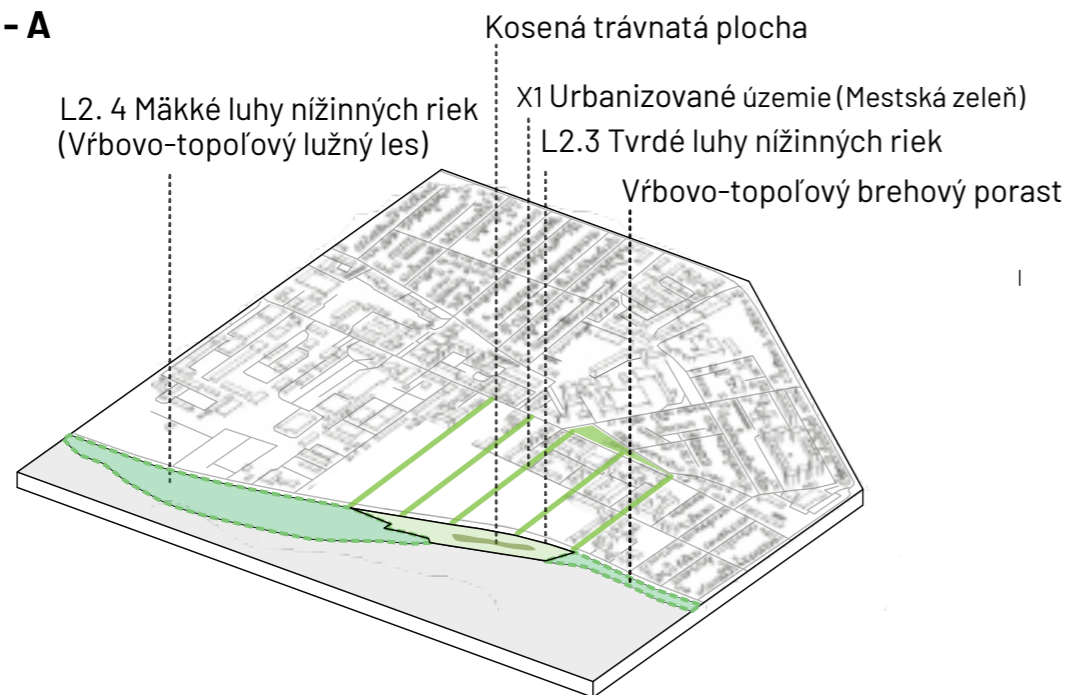 - A
Kosená trávnatá plocha
L2. 4 Mäkké luhy nížinných riek
(Vŕbovo-topoľový lužný les)
X1 Urbanizované územie (Mestská zeleň)
L2.3 Tvrdé luhy nížinných riek
Vŕbovo-topoľový brehový porast